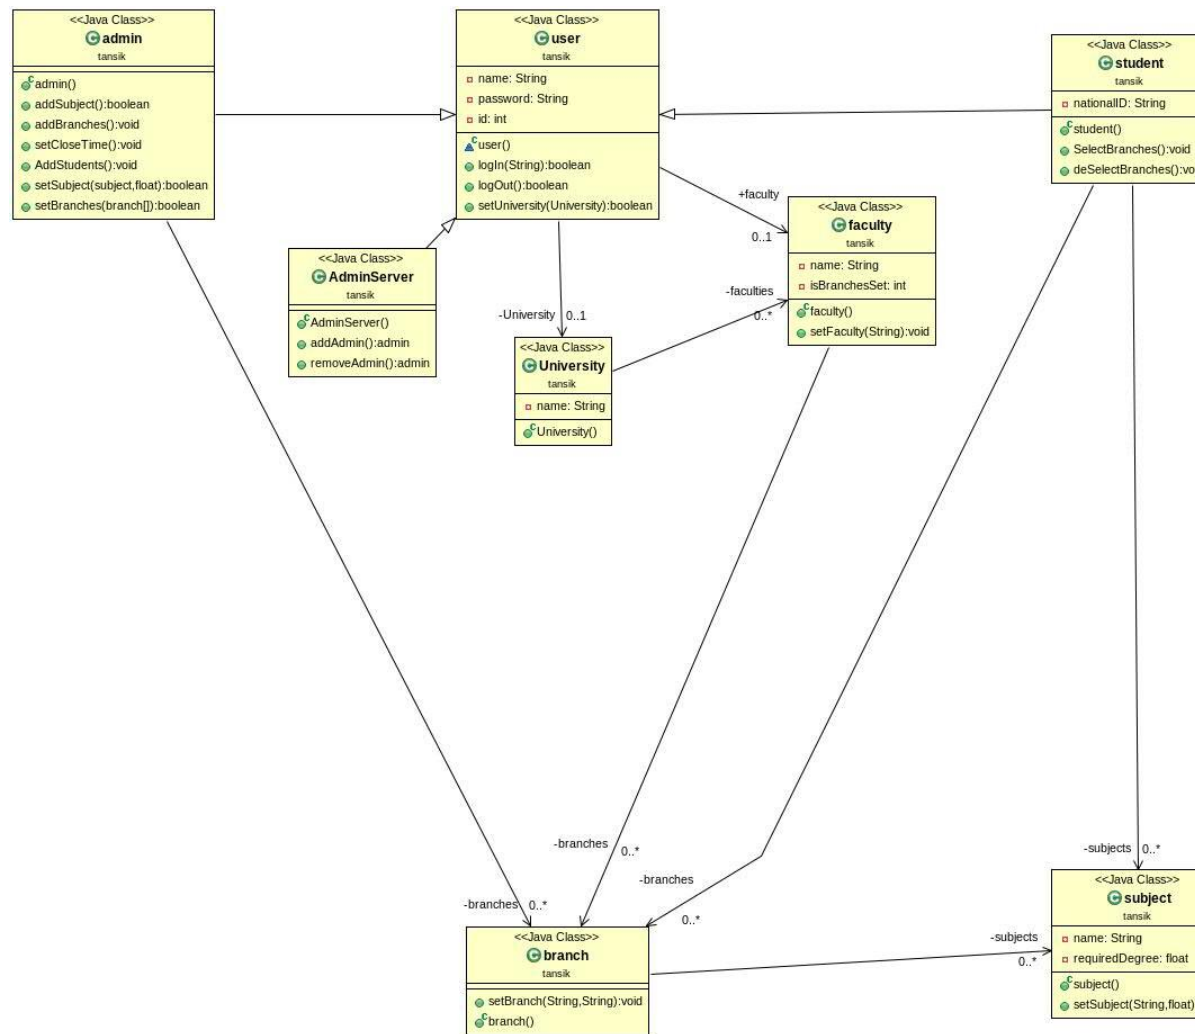 <<Java Class>>
admin
tansik
admin()
addSubject():boolean
addBranches():void
setCloseTime():void
AddStudents():void
setSubject(subject,float):boolean
setBranches(branch[]):boolean
<<Java Class>>
user
tansik
name: String
password: String
id: int
user()
logIn(String):boolean
logOut():boolean
setUniversity(University):boolean
<<Java Class>>
student
tansik
nationalID: String
student()
SelectBranches():void
deSelectBranches():vo
+faculty
0..1
<<Java Class>>
faculty
tansik
name: String
isBranchesSet: int
faculty()
setFaculty(String):void
<<Java Class>>
AdminServer
tansik
AdminServer()
addAdmin():admin
removeAdmin():admin
-University 0..1
-faculties
0..*
<<Java Class>>
University
tansik
name: String
University()
-branches 0..*
-branches
0..*
-branches
0..*
-subjects 0..*
<<Java Class>>
branch
tansik
setBranch(String,String):void
branch()
-subjects
0..*
<<Java Class>>
subject
tansik
name: String
requiredDegree: float
subject()
setSubject(String,float)